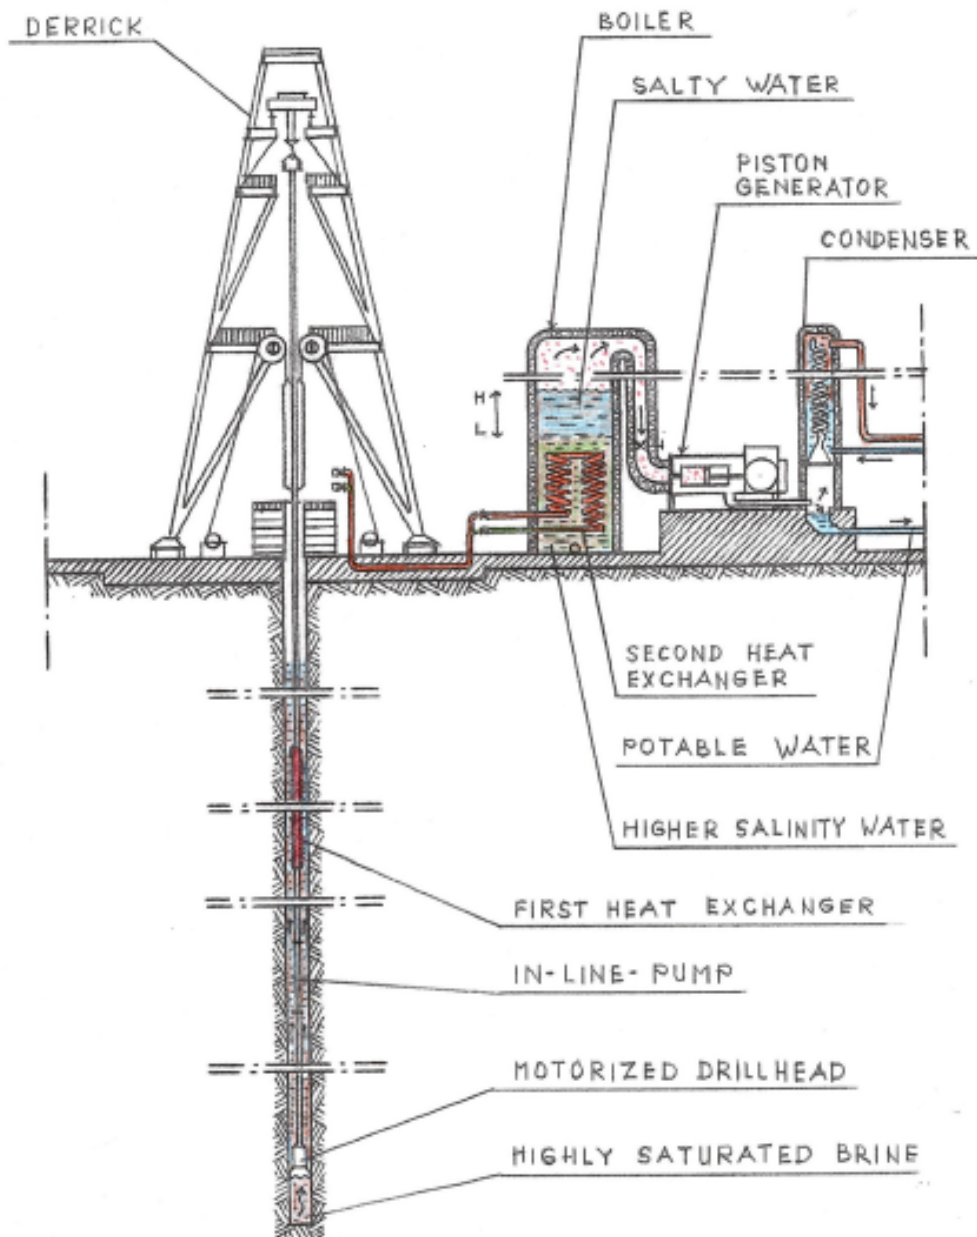 DERRICK
BOILER
SALTY WATER
PISTON
GENERATOR
CONDENSER
H
L
SECOND HEAT
EXCHANGER
POTABLE WATER
HIGHER SALINITY WATER
FIRST HEAT EXCHANGER
IN-LINE-PUMP
MOTORIZED DRILLHEAD
HIGHLY SATURATED BRINE